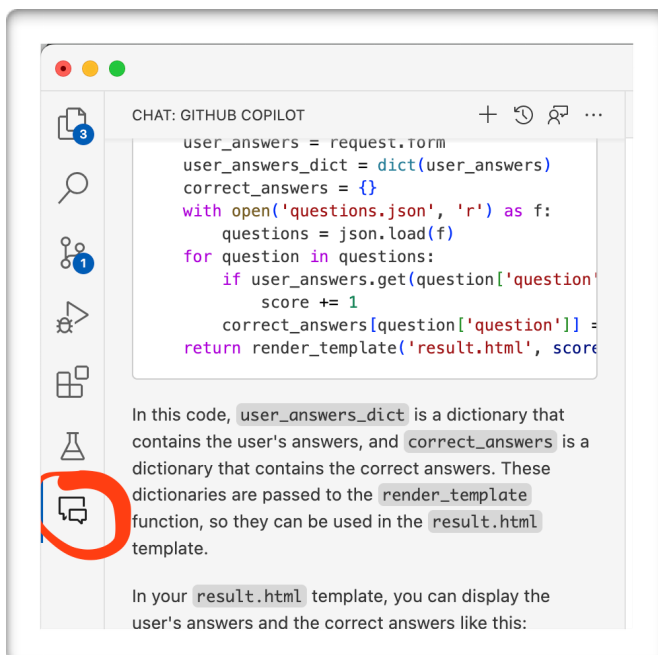 CHAT: GITHUB COPILOT
3
1
user_answers = request.form
user_answers_dict = dict(user_answers)
correct_answers = {}
with open('questions.json', 'r') as f:
questions = json.load(f)
for question in questions:
if user_answers.get(question['question'
score += 1
correct_answers[question['question']] =
return render_template('result.html', score
In this code, user_answers_dict is a dictionary that
contains the user's answers, and correct_answers is a
dictionary that contains the correct answers. These
dictionaries are passed to the render_template
function, so they can be used in the result.html
template.
In your result.html template, you can display the
user's answers and the correct answers like this: